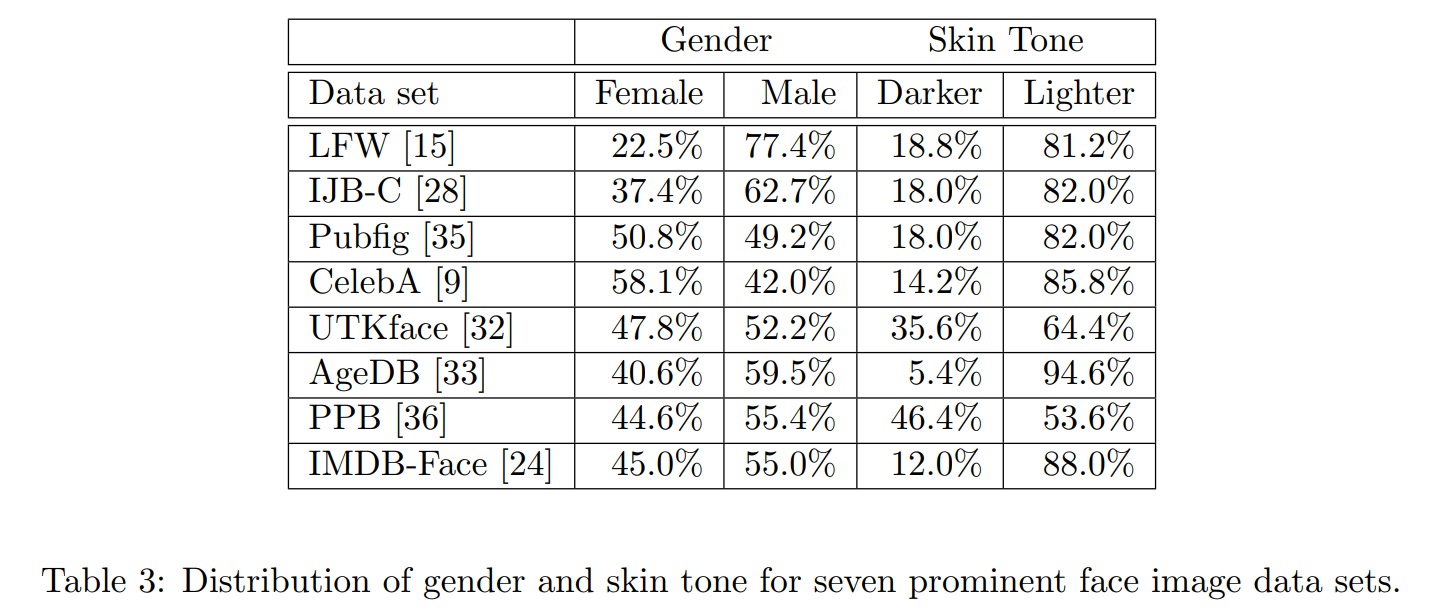 Gender Skin Tone
Data set Female Male Darker Lighter
LFW [15] 22.5% 77.4% 18.8% 81.2%
IJB-C [28] 37.4% 62.7% 18.0% 82.0%
Pubfig [35] 50.8% 49.2% 18.0% 82.0%
CelebA [9] 58.1% 42.0% 14.2% 85.8%
UTKface [32] 47.8% 52.2% 35.6% 64.4%
AgeDB [33] 40.6% 59.5% 5.4% 94.6%
PPB [36] 44.6% 55.4% 46.4% 53.6%
IMDB-Face [24] 45.0% 55.0% 12.0% 88.0%
Table 3: Distribution of gender and skin tone for seven prominent face image data sets.